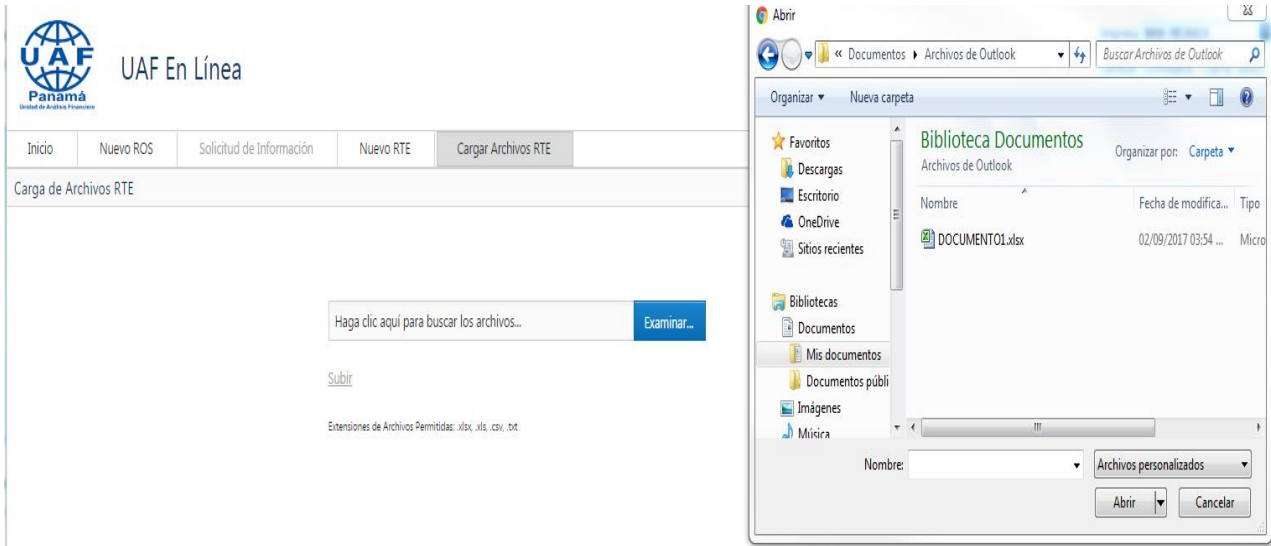 UAF
Panamá
Unidad de Análisis Financiero
UAF En Línea
Inicio
Nuevo ROS
Solicitud de Información
Nuevo RTE
Cargar Archivos RTE
Carga de Archivos RTE
Haga clic aquí para buscar los archivos...
Examinar...
Subir
Extensiones de Archivos Permitidas: .xlsx, .xls, .csv, .txt
Abrir
« Documentos Archivos de Outlook
Buscar Archivos de Outlook
Organizar
Nueva carpeta
Favoritos
Descargas
Escritorio
OneDrive
Sitios recientes
Bibliotecas
Documentos
Mis documentos
Documentos públi
Imágenes
Música
Biblioteca Documentos
Archivos de Outlook
Organizar por: Carpeta
Nombre
Fecha de modifica...
Tipo
DOCUMENTO1.xlsx
02/09/2017 03:54 ...
Micro
Nombre:
Archivos personalizados
Abrir
Cancelar